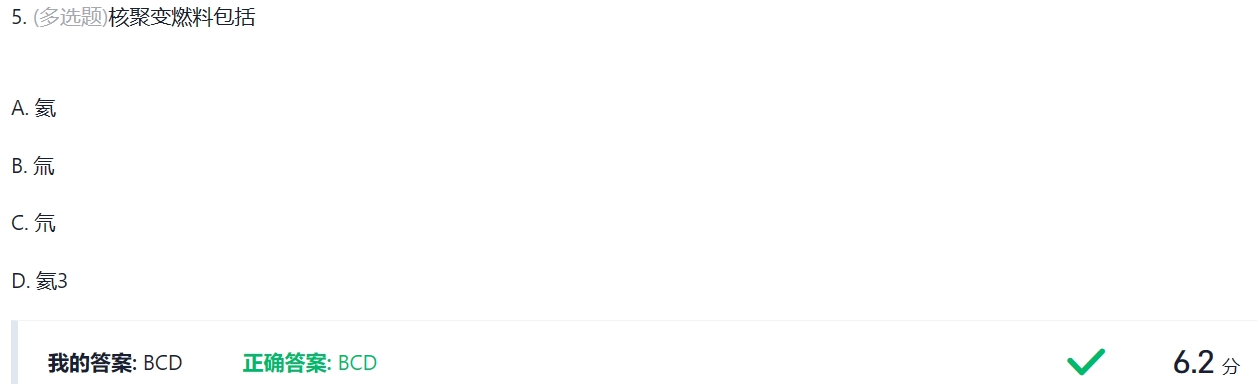 5. (多选题)核聚变燃料包括
A. 氦
B. 氚
C. 氘
D. 氦3
我的答案: BCD 正确答案: BCD 6.2 分